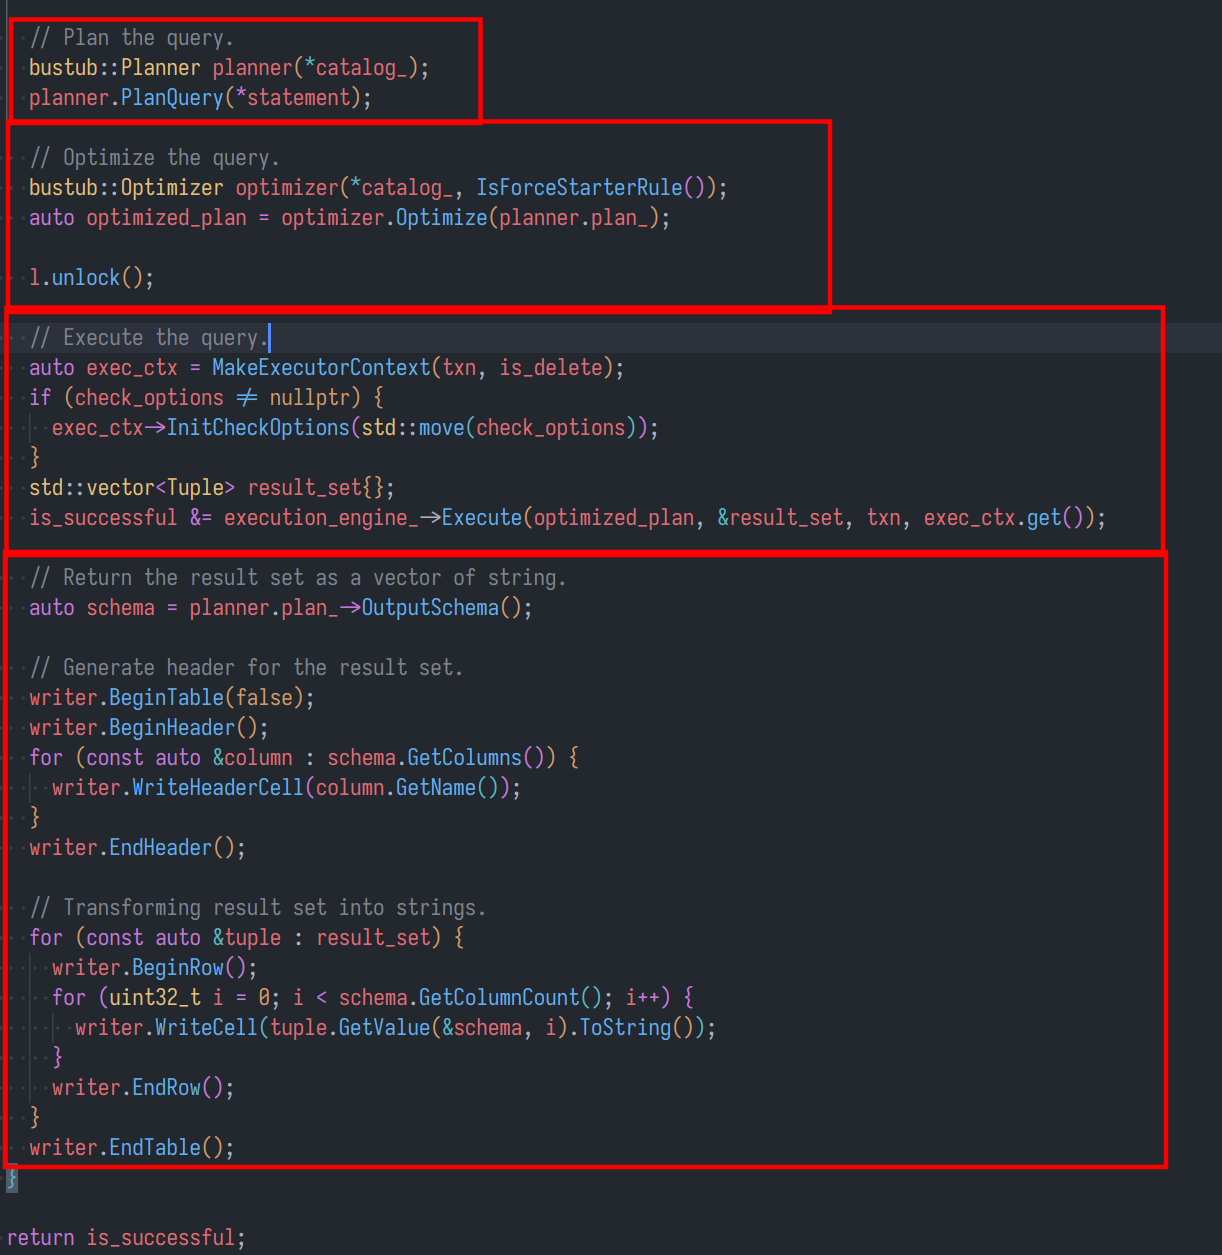 // Plan the query.
bustub::Planner planner(*catalog_);
planner.PlanQuery(*statement);
// Optimize the query.
bustub::Optimizer optimizer(*catalog_, IsForceStarterRule());
auto optimized_plan = optimizer.Optimize(planner.plan_);
l.unlock();
// Execute the query.
auto exec_ctx = MakeExecutorContext(txn, is_delete);
if (check_options ≠ nullptr) {
exec_ctx→InitCheckOptions(std::move(check_options));
}
std::vector<Tuple> result_set{};
is_successful &= execution_engine_→Execute(optimized_plan, &result_set, txn, exec_ctx.get());
// Return the result set as a vector of string.
auto schema = planner.plan_→OutputSchema();
// Generate header for the result set.
writer.BeginTable(false);
writer.BeginHeader();
for (const auto &column : schema.GetColumns()) {
writer.WriteHeaderCell(column.GetName());
}
writer.EndHeader();
// Transforming result set into strings.
for (const auto &tuple : result_set) {
writer.BeginRow();
for (uint32_t i = 0; i < schema.GetColumnCount(); i++) {
writer.WriteCell(tuple.GetValue(&schema, i).ToString());
}
writer.EndRow();
}
writer.EndTable();
}
return is_successful;